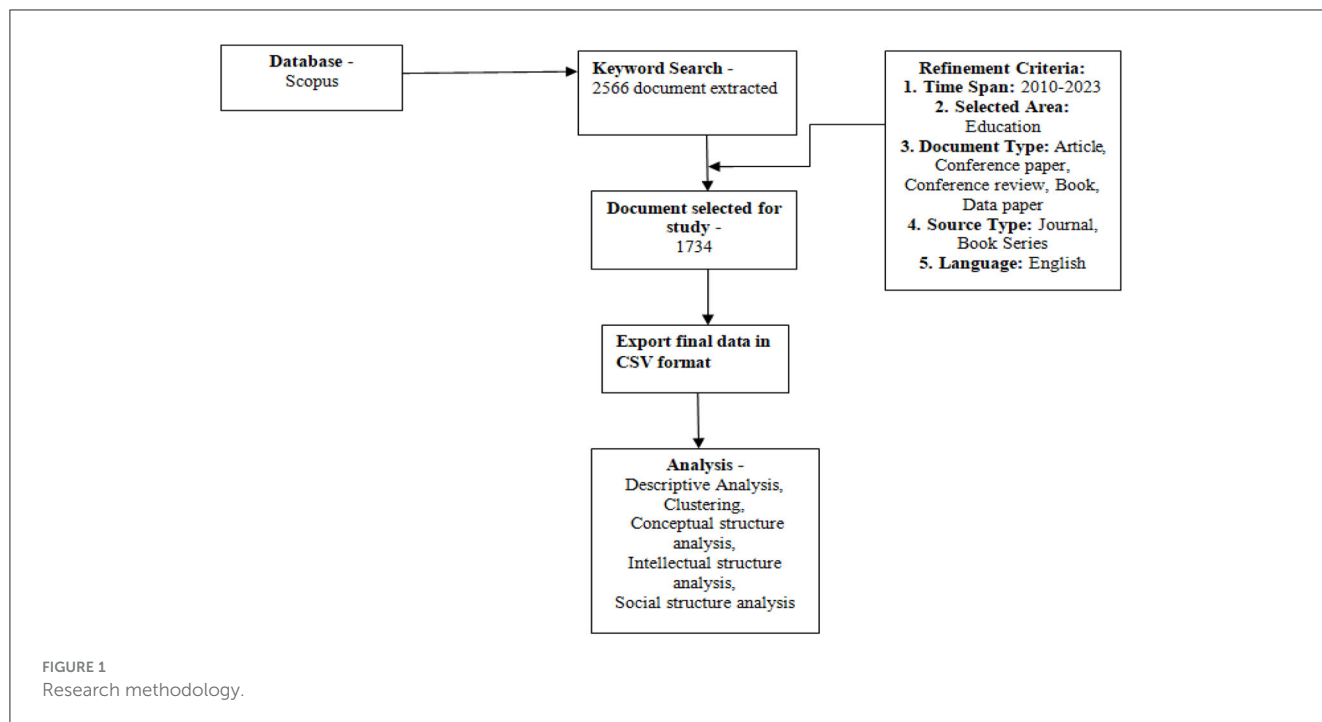 Database -
Scopus
Keyword Search -
2566 document extracted
Refinement Criteria:
1. Time Span: 2010-2023
2. Selected Area:
Education
3. Document Type: Article,
Conference paper,
Conference review, Book,
Data paper
4. Source Type: Journal,
Book Series
5. Language: English
Document selected for
study -
1734
Export final data in
CSV format
Analysis -
Descriptive Analysis,
Clustering,
Conceptual structure
analysis,
Intellectual structure
analysis,
Social structure analysis
FIGURE 1
Research methodology.